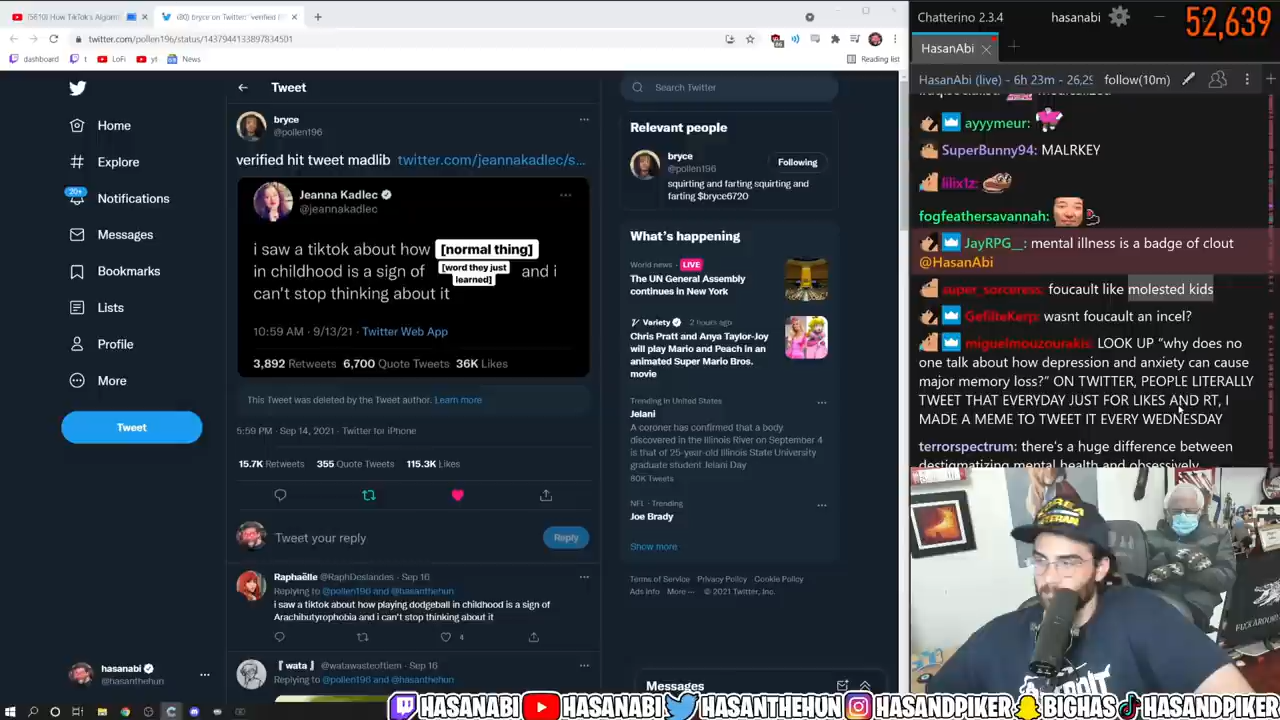 (5610) How TikTok's Algorit
(20) bryce on Twitter: "verified
twitter.com/pollen196/status/1437944133897834501
dashboard
t
LoFi
yt
News
Reading list
Tweet
bryce
@pollen196
verified hit tweet madlib twitter.com/jeannakadlec/s...
Jeanna Kadlec
@jeannakadlec
i saw a tiktok about how [normal thing]
in childhood is a sign of [word they just learned] and i
can't stop thinking about it
10:59 AM · 9/13/21 · Twitter Web App
3,892 Retweets 6,700 Quote Tweets 36K Likes
This Tweet was deleted by the Tweet author. Learn more
5:59 PM · Sep 14, 2021 · Twitter for iPhone
15.7K Retweets 355 Quote Tweets 115.3K Likes
Tweet your reply
Reply
Raphaëlle @RaphDeslandes · Sep 16
Replying to @pollen196 and @hasanthehun
i saw a tiktok about how playing dodgeball in childhood is a sign of
Arachibutyrophobia and i can't stop thinking about it
4
『 wata 』 @watawasteoftiem · Sep 16
Replying to @pollen196 and @hasanthehun
Home
Explore
20+
Notifications
Messages
Bookmarks
Lists
Profile
More
Tweet
hasanabi
@hasanthehun
Search Twitter
Relevant people
bryce
@pollen196
Following
squirting and farting squirting and
farting $bryce6720
What's happening
World news · LIVE
The UN General Assembly
continues in New York
Variety · 2 hours ago
Chris Pratt and Anya Taylor-Joy
will play Mario and Peach in an
animated Super Mario Bros.
movie
Trending in United States
Jelani
A coroner has confirmed that a body
discovered in the Illinois River on September 4
is that of 25-year-old Illinois State University
graduate student Jelani Day
80K Tweets
NFL · Trending
Joe Brady
Show more
Terms of Service Privacy Policy Cookie Policy
Ads info More ··· © 2021 Twitter, Inc.
Messages
Chatterino 2.3.4
hasanabi
52,639
HasanAbi
HasanAbi (live) - 6h 23m - 26,29
follow(10m)
ayyymeur:
SuperBunny94: MALRKEY
lilix1z:
fogfeathersavannah:
JayRPG__: mental illness is a badge of clout
@HasanAbi
super_sorceress: foucault like molested kids
GefilteKerp: wasnt foucault an incel?
miguelmouzourakis: LOOK UP "why does no
one talk about how depression and anxiety can cause
major memory loss?" ON TWITTER, PEOPLE LITERALLY
TWEET THAT EVERYDAY JUST FOR LIKES AND RT, I
MADE A MEME TO TWEET IT EVERY WEDNESDAY
terrorspectrum: there's a huge difference between
destigmatizing mental health and obsessively
HASANABI HASANABI HASANTHEHUN HASANDPIKER BIGHAS HASANDPIKER